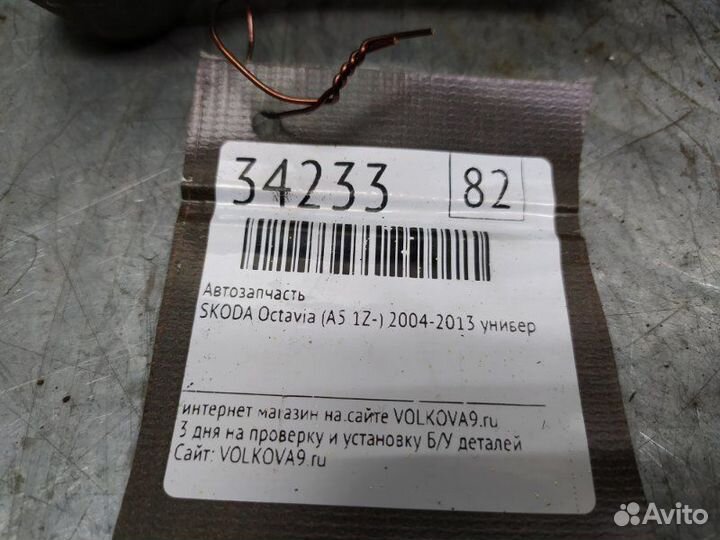 34233 82
Автозапчасть
SKODA Octavia (A5 1Z-) 2004-2013 универ
интернет магазин на.сайте VOLKOVA9.ru
3 дня на проверку и установку Б/У деталей
Сайт: VOLKOVA9.ru
Avito